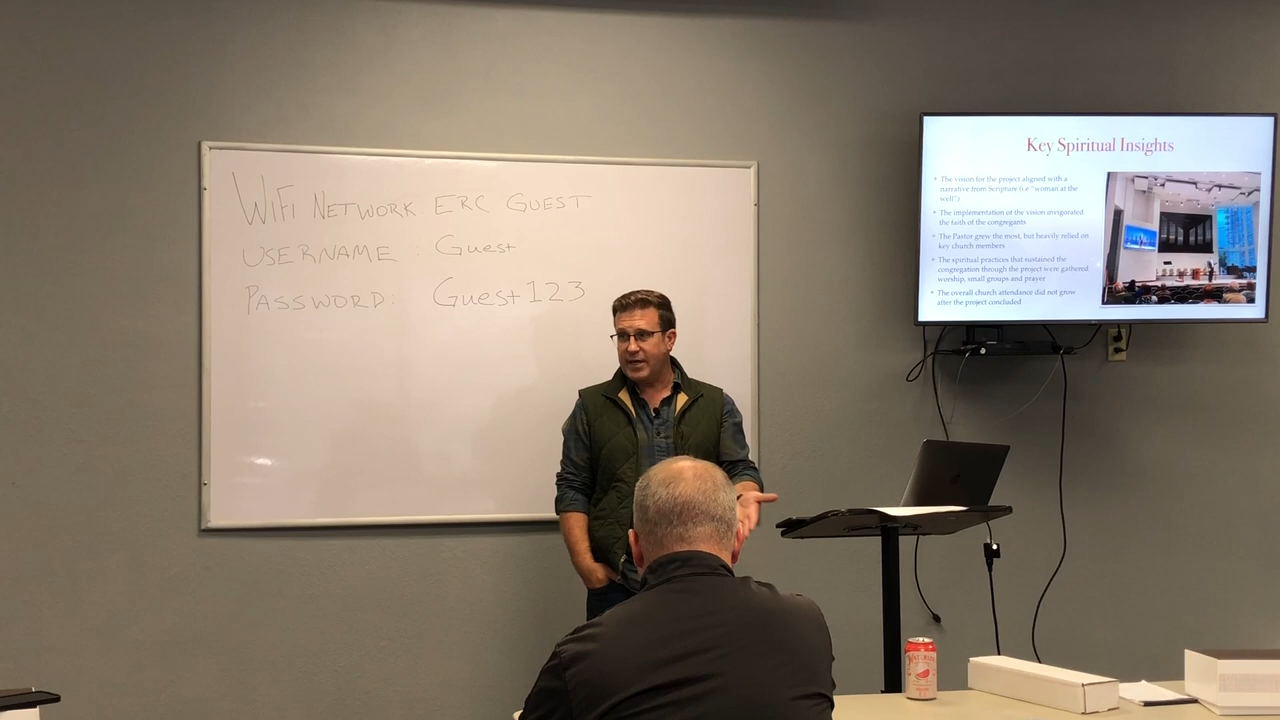 WIFI NETWORK: ERC GUEST
USERNAME : Guest
PASSWORD: Guest123
Key Spiritual Insights
The vision for the project aligned with a
narrative from Scripture (i.e "woman at the
well")
The implementation of the vision invigorated
the faith of the congregants
The Pastor grew the most, but heavily relied on
key church members
The spiritual practices that sustained the
congregation through the project were gathered
worship, small groups and prayer
The overall church attendance did not grow
after the project concluded